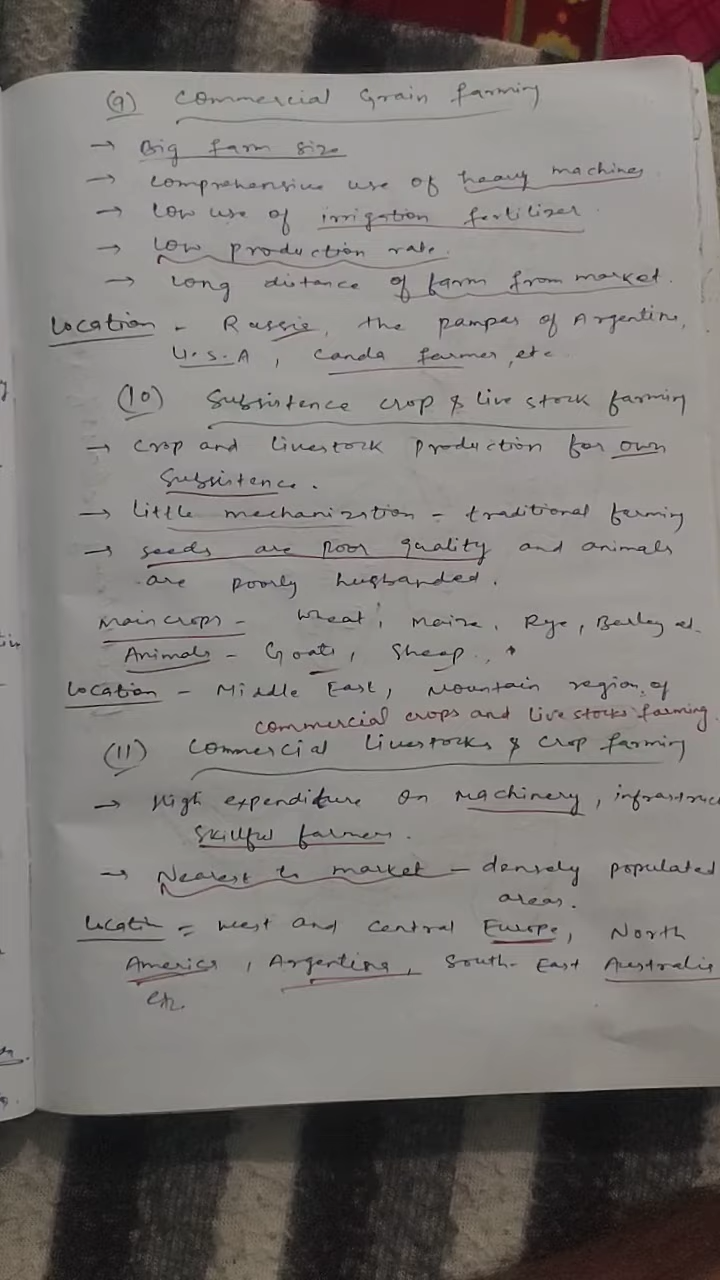 (9) Commercial Grain farming
→ Big farm size
→ comprehensive use of heavy machines
→ Low use of irrigation fertilizer.
→ Low production rate.
→ Long distance of farm from market.
Location - Russia, the pampas of Argentina,
U.S.A, Canda farmer, etc
(10) Subsistence crop & live stock farming
→ crop and livestock production for own
Subsistence.
→ Little mechanization - traditional farming
→ seeds are poor quality and animals
are poorly husbanded.
Main crops - wheat, Maize, Rye, Barley et.
Animals - Goats, Sheep.
Location - Middle East, Mountain region of
commercial crops and live stocks farming.
(11) Commercial livestocks & crop farming
→ High expenditure on machinery, infrastruc
skillful farmers.
→ Nearest to market - densely populated
areas.
Locatin = West and central Europe, North
America, Argentina, South-East Australia
etc.